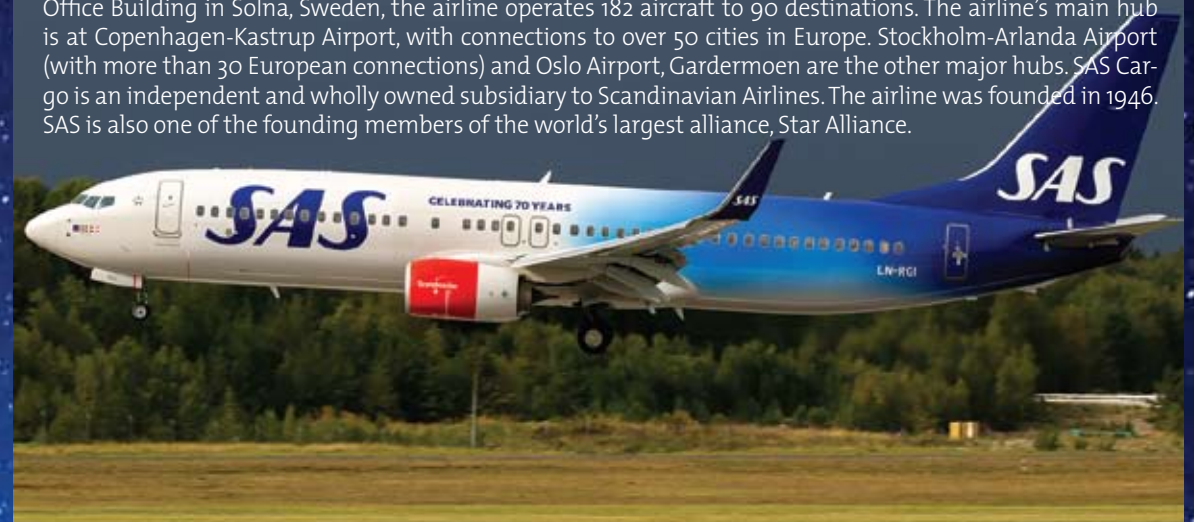 Office Building in Solna, Sweden, the airline operates 182 aircraft to 90 destinations. The airline's main hub
is at Copenhagen-Kastrup Airport, with connections to over 50 cities in Europe. Stockholm-Arlanda Airport
(with more than 30 European connections) and Oslo Airport, Gardermoen are the other major hubs. SAS Car-
go is an independent and wholly owned subsidiary to Scandinavian Airlines. The airline was founded in 1946.
SAS is also one of the founding members of the world's largest alliance, Star Alliance.
SAS
SAS
CELEBRATING 70 YEARS
SAS
LN-RGI
Scandinavian